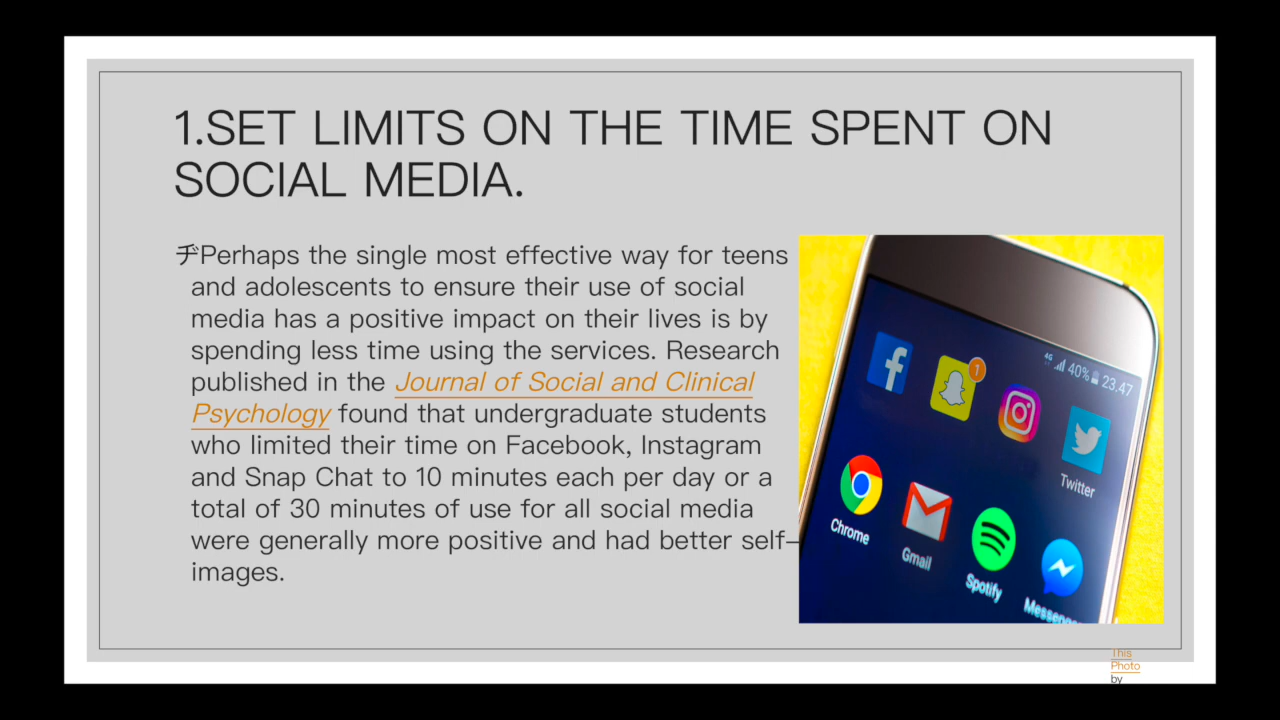 1.SET LIMITS ON THE TIME SPENT ON
SOCIAL MEDIA.
ヂPerhaps the single most effective way for teens
and adolescents to ensure their use of social
media has a positive impact on their lives is by
spending less time using the services. Research
published in the Journal of Social and Clinical
Psychology found that undergraduate students
who limited their time on Facebook, Instagram
and Snap Chat to 10 minutes each per day or a
total of 30 minutes of use for all social media
were generally more positive and had better self–
images.
4G 40% 23.47
1
Twitter
Chrome
Gmail
Spotify
Messeng
This
Photo
by